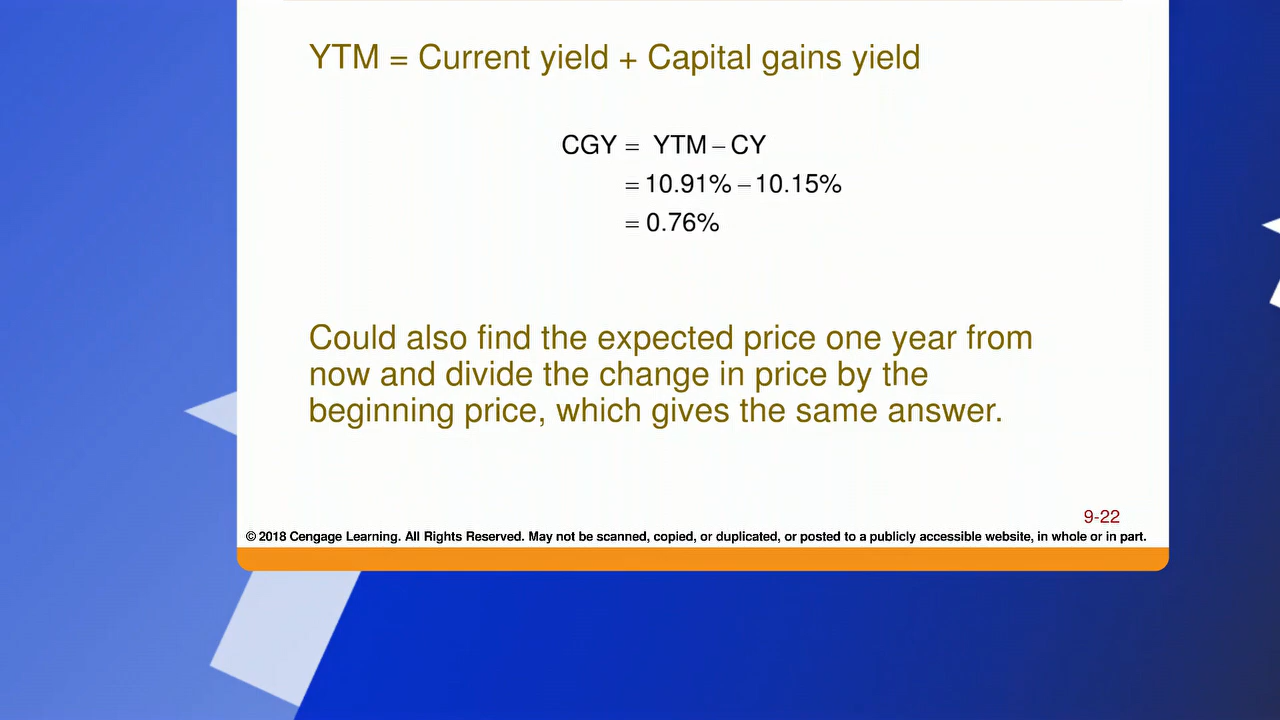 YTM = Current yield + Capital gains yield
CGY = YTM – CY
= 10.91% – 10.15%
= 0.76%
Could also find the expected price one year from
now and divide the change in price by the
beginning price, which gives the same answer.
9-22
© 2018 Cengage Learning. All Rights Reserved. May not be scanned, copied, or duplicated, or posted to a publicly accessible website, in whole or in part.